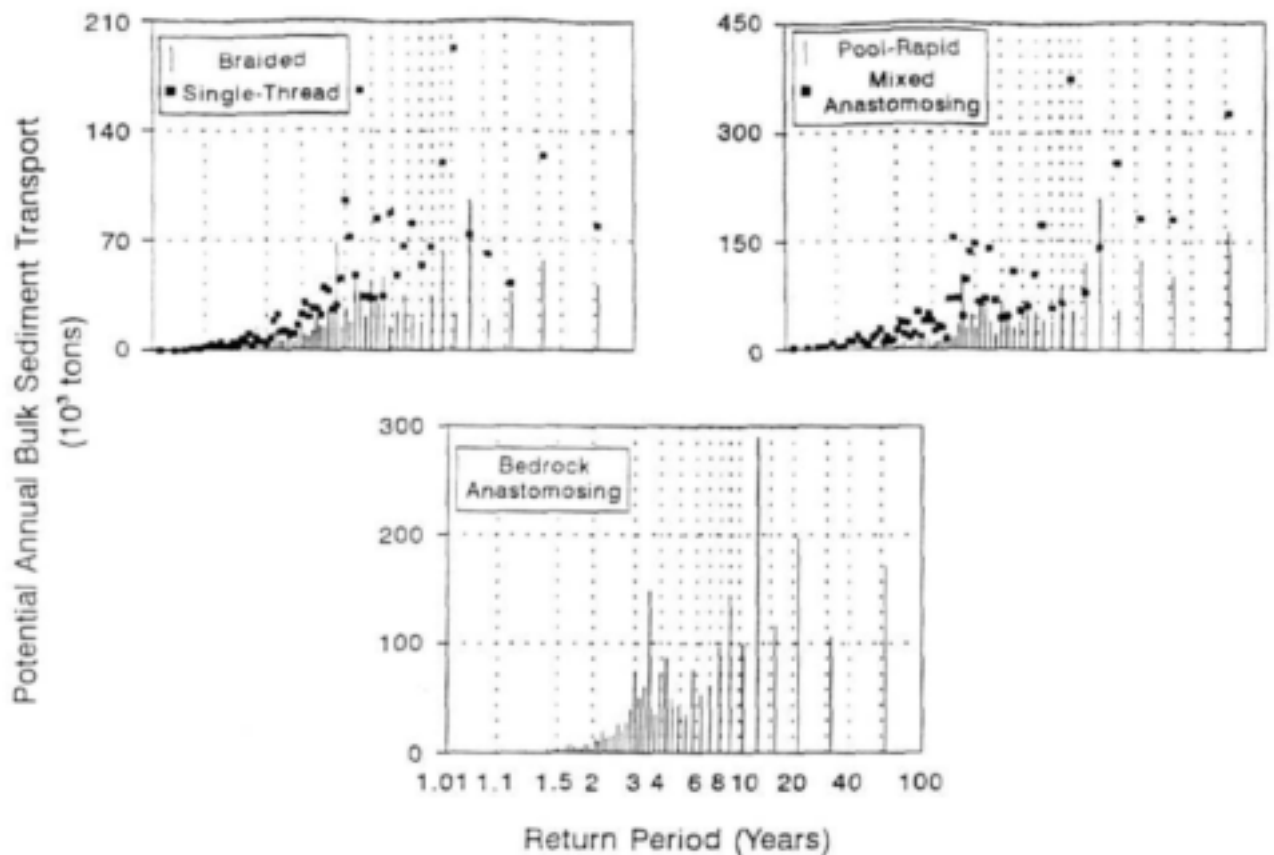 Potential Annual Bulk Sediment Transport
(10³ tons)
210
140
70
0
Braided
Single-Thread
450
300
150
0
Pool-Rapid
Mixed
Anastomosing
300
200
100
0
Bedrock
Anastomosing
1.01 1.1 1.5 2 3 4 6 8 10 20 40 100
Return Period (Years)